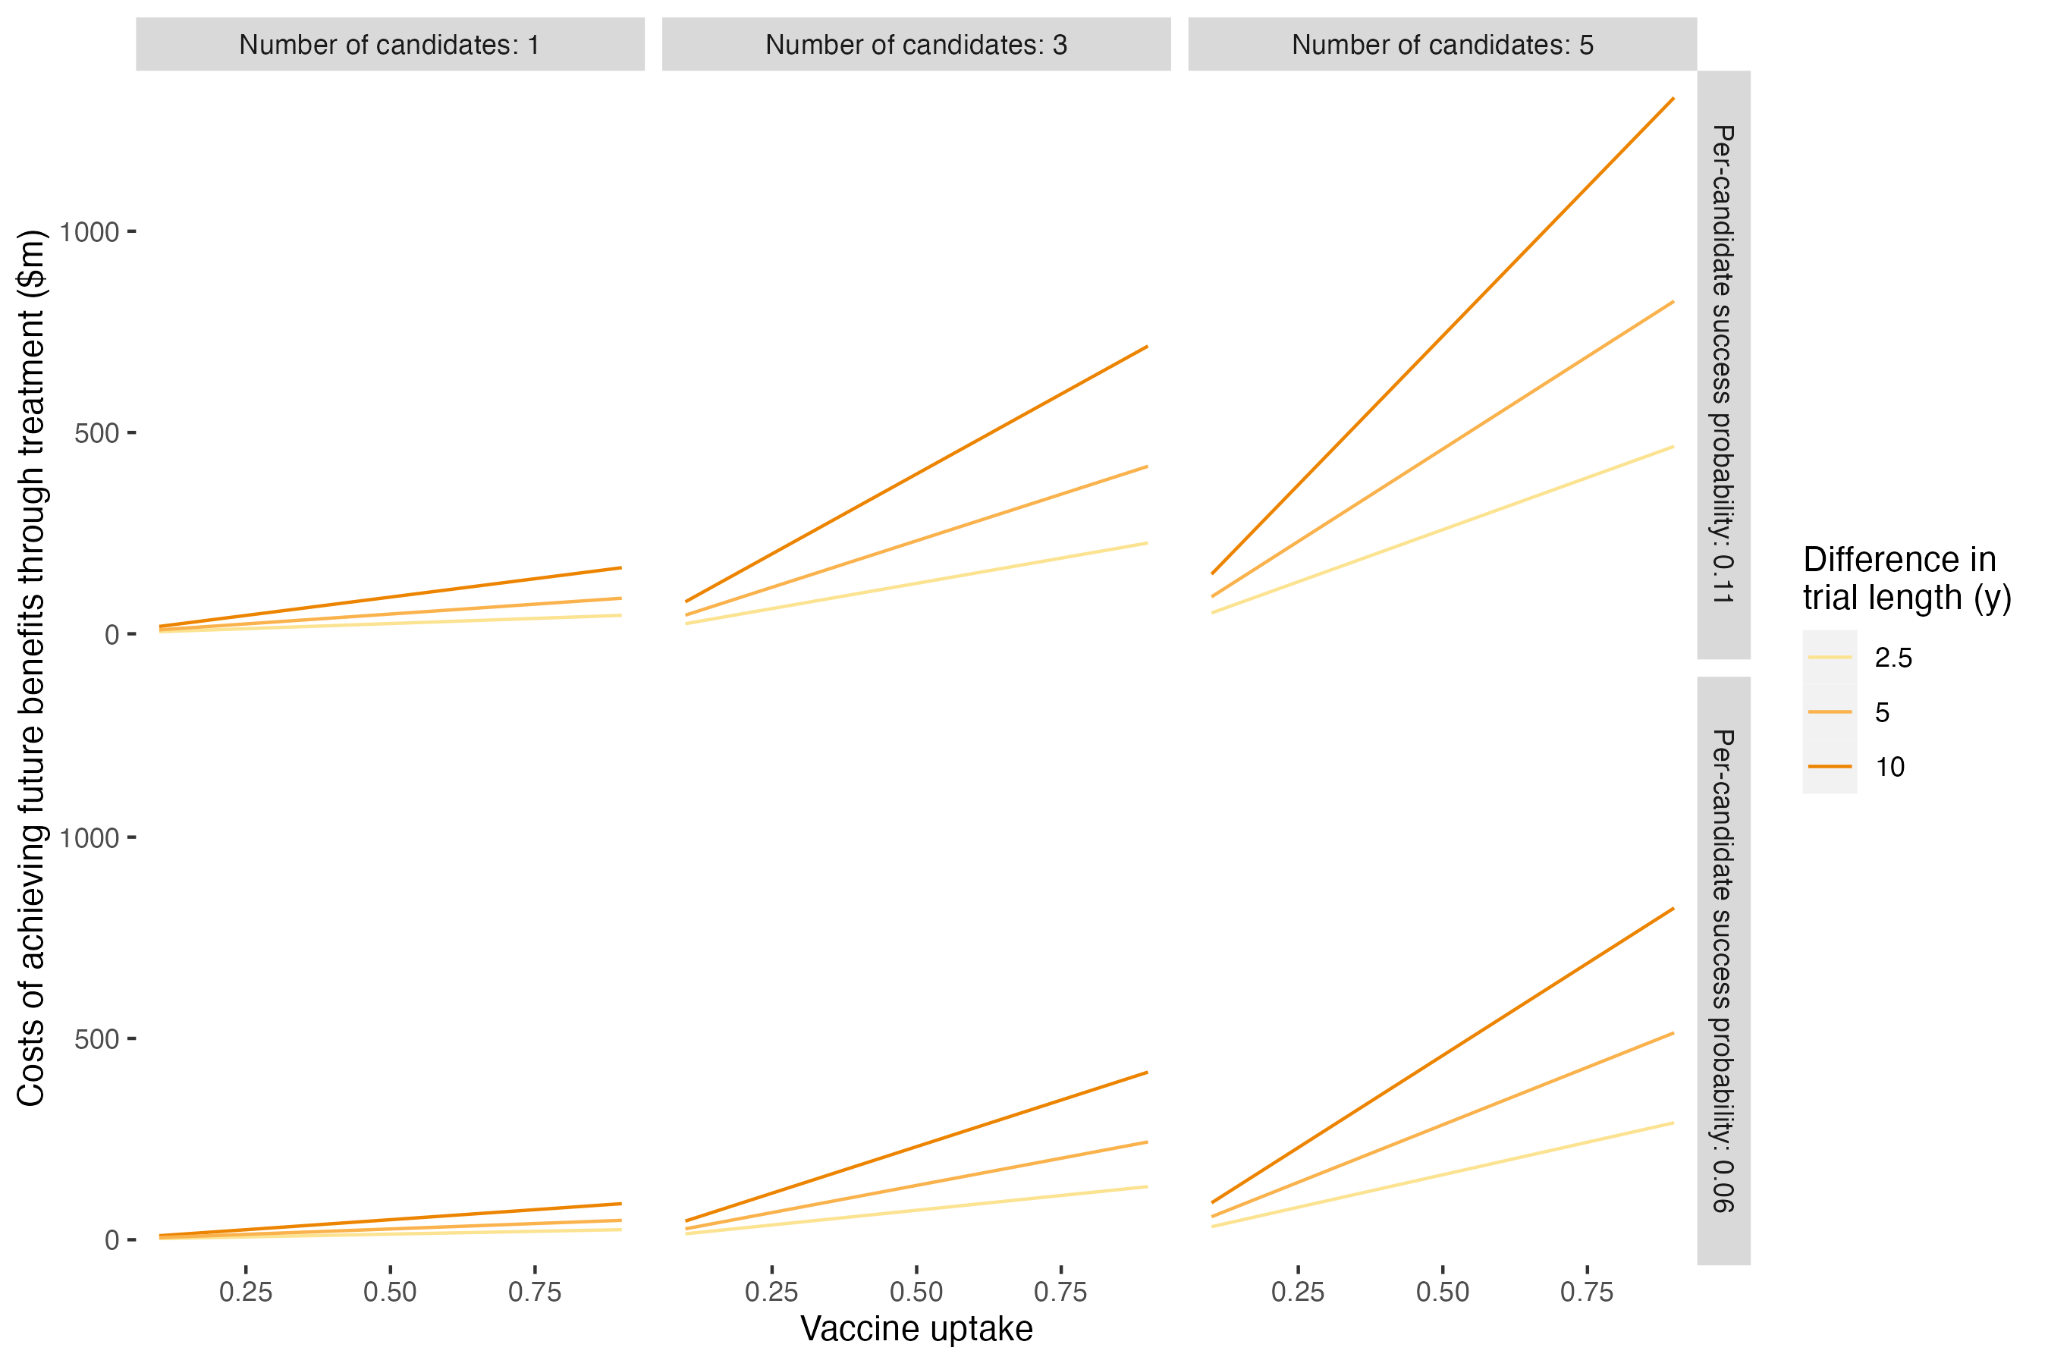 Number of candidates: 1
Number of candidates: 3
Number of candidates: 5
Costs of achieving future benefits through treatment ($m)
1000
500
0
Per-candidate success probability: 0.11
1000
500
0
Per-candidate success probability: 0.06
0.25 0.50 0.75
0.25 0.50 0.75
0.25 0.50 0.75
Vaccine uptake
Difference in
trial length (y)
2.5
5
10